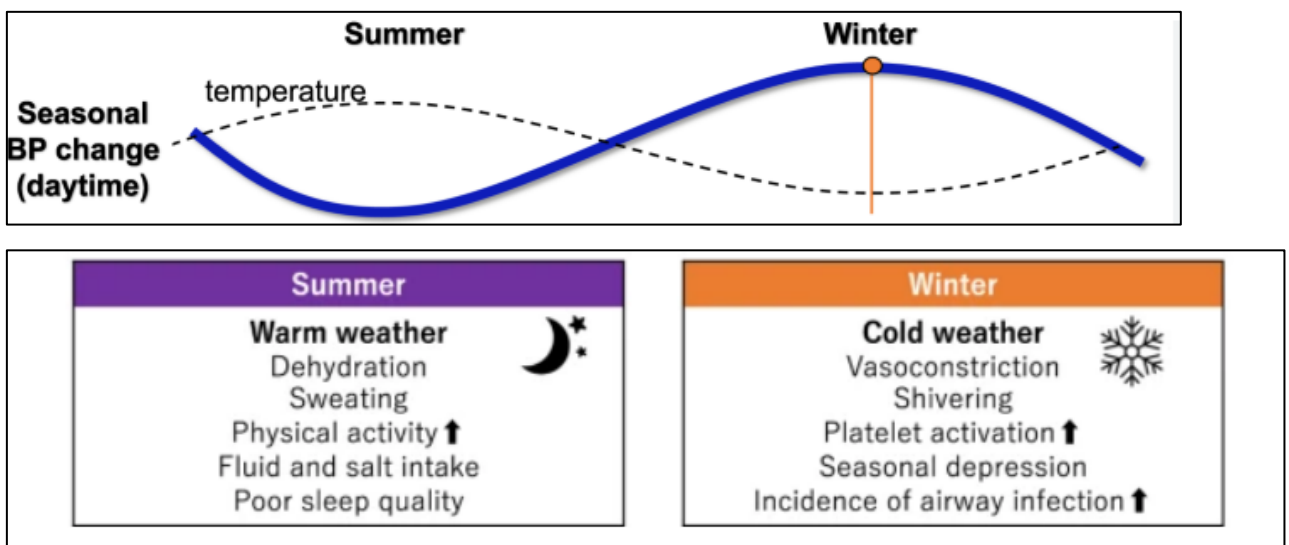 Summer
Winter
temperature
Seasonal
BP change
(daytime)
Summer
Warm weather
Dehydration
Sweating
Physical activity ⬆
Fluid and salt intake
Poor sleep quality
Winter
Cold weather
Vasoconstriction
Shivering
Platelet activation ⬆
Seasonal depression
Incidence of airway infection ⬆